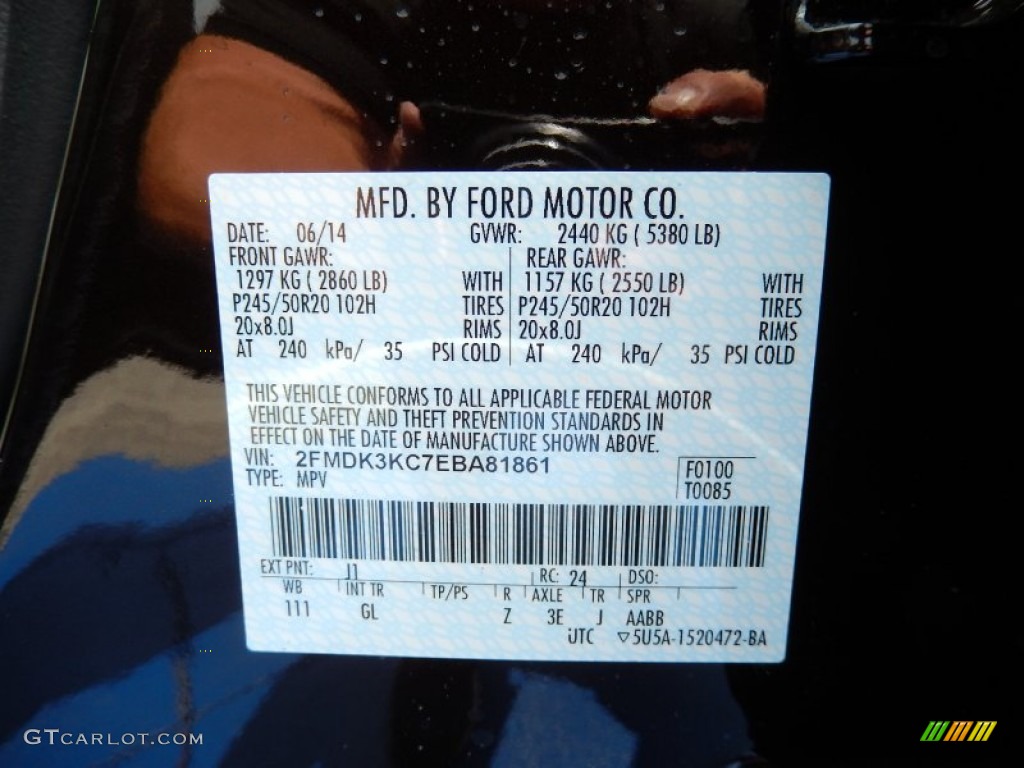 MFD. BY FORD MOTOR CO.
DATE: 06/14 GVWR: 2440 KG ( 5380 LB)
FRONT GAWR: REAR GAWR:
1297 KG ( 2860 LB) WITH 1157 KG ( 2550 LB) WITH
P245/50R20 102H TIRES P245/50R20 102H TIRES
20x8.0J RIMS 20x8.0J RIMS
AT 240 kPa/ 35 PSI COLD AT 240 kPa/ 35 PSI COLD
THIS VEHICLE CONFORMS TO ALL APPLICABLE FEDERAL MOTOR
VEHICLE SAFETY AND THEFT PREVENTION STANDARDS IN
EFFECT ON THE DATE OF MANUFACTURE SHOWN ABOVE.
VIN: 2FMDK3KC7EBA81861 F0100
TYPE: MPV T0085
EXT PNT: J1 RC: 24 DSO:
WB INT TR TP/PS R AXLE TR SPR
111 GL Z 3E J AABB
UTC ▽5U5A-1520472-BA
GTCARLOT.COM